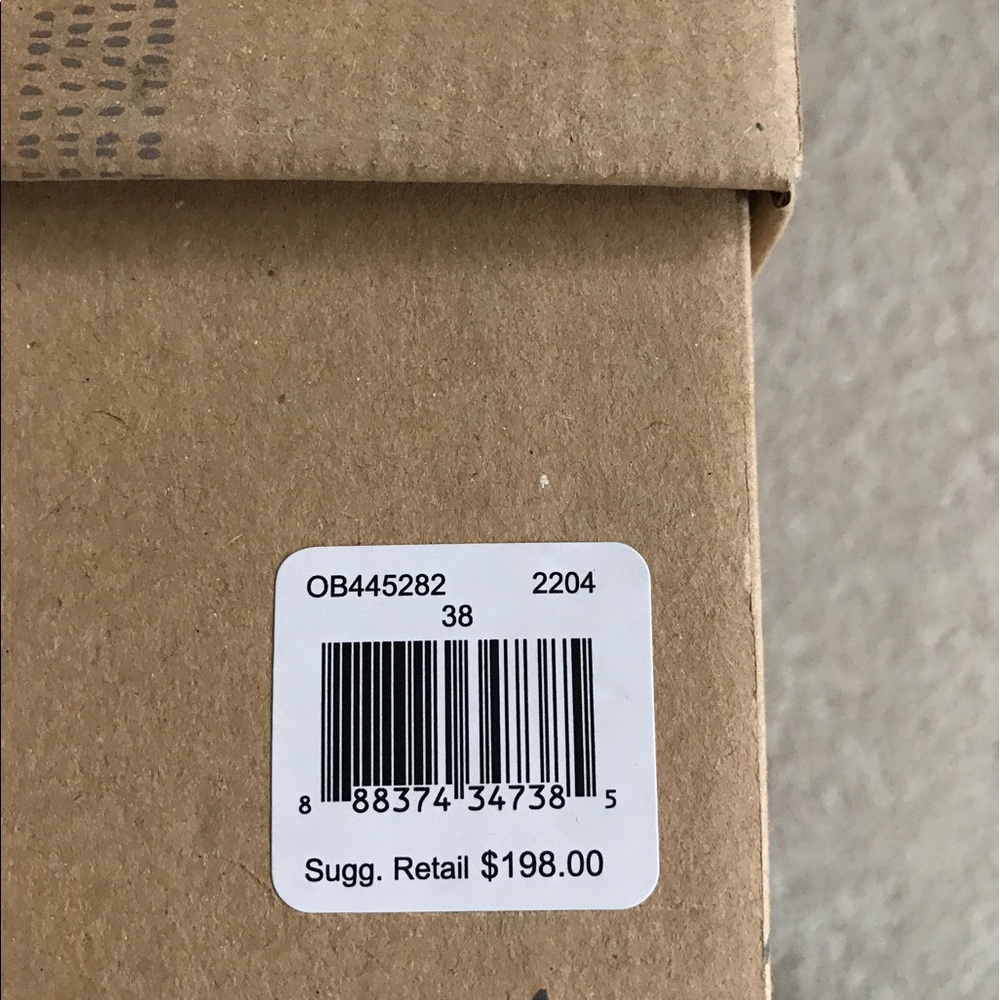 OB445282 2204
38
8 88374 34738 5
Sugg. Retail $198.00